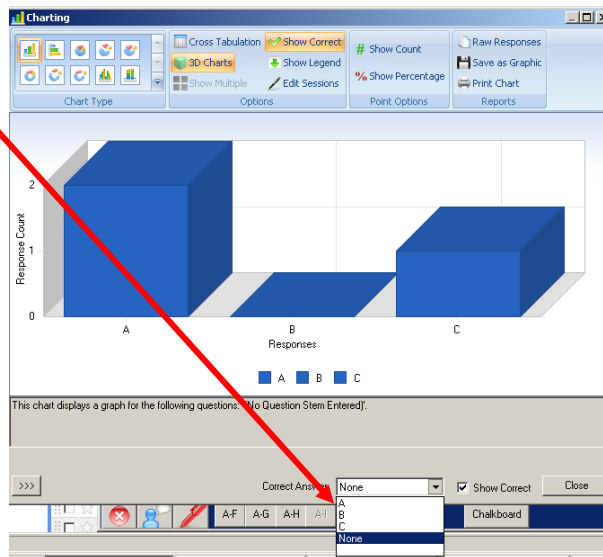 Charting
Cross Tabulation Show Correct
3D Charts Show Legend
Show Multiple Edit Sessions
# Show Count
% Show Percentage
Raw Responses
Save as Graphic
Print Chart
Chart Type Options Point Options Reports
2
1
0
Response Count
A B C
Responses
A B C
This chart displays a graph for the following questions: '(No Question Stem Entered)'.
>>> Correct Answer None Show Correct Close
A
B
C
None
A-F A-G A-H A-I Chalkboard